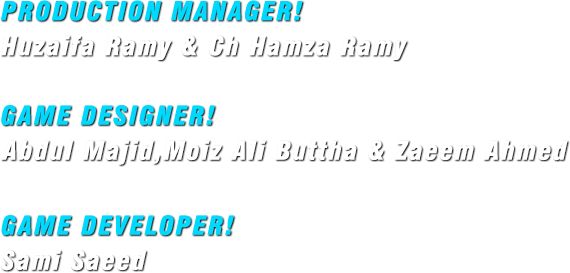 PRODUCTION MANAGER!
Huzaifa Ramy & Ch Hamza Ramy
GAME DESIGNER!
Abdul Majid,Moiz Ali Buttha & Zaeem Ahmed
GAME DEVELOPER!
Sami Saeed